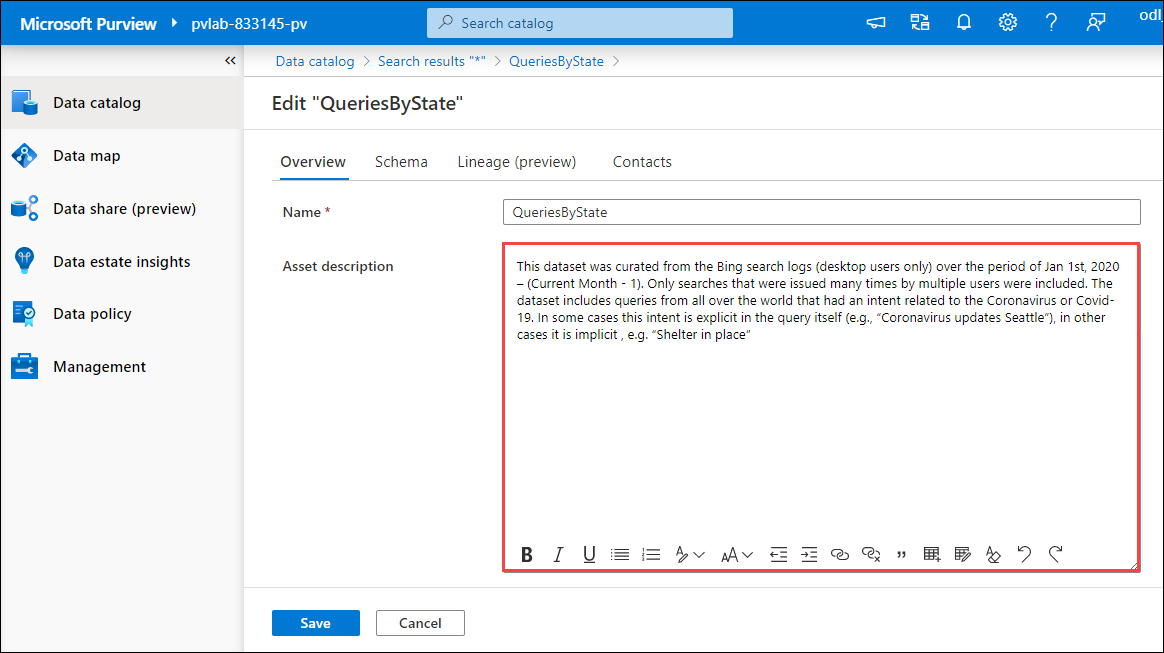 Microsoft Purview
pvlab-833145-pv
Search catalog
odl
Data catalog
Data map
Data share (preview)
Data estate insights
Data policy
Management
Data catalog > Search results "*" > QueriesByState >
Edit "QueriesByState"
Overview Schema Lineage (preview) Contacts
Name *
QueriesByState
Asset description
This dataset was curated from the Bing search logs (desktop users only) over the period of Jan 1st, 2020
– (Current Month - 1). Only searches that were issued many times by multiple users were included. The
dataset includes queries from all over the world that had an intent related to the Coronavirus or Covid-
19. In some cases this intent is explicit in the query itself (e.g., “Coronavirus updates Seattle”), in other
cases it is implicit , e.g. “Shelter in place”
Save
Cancel